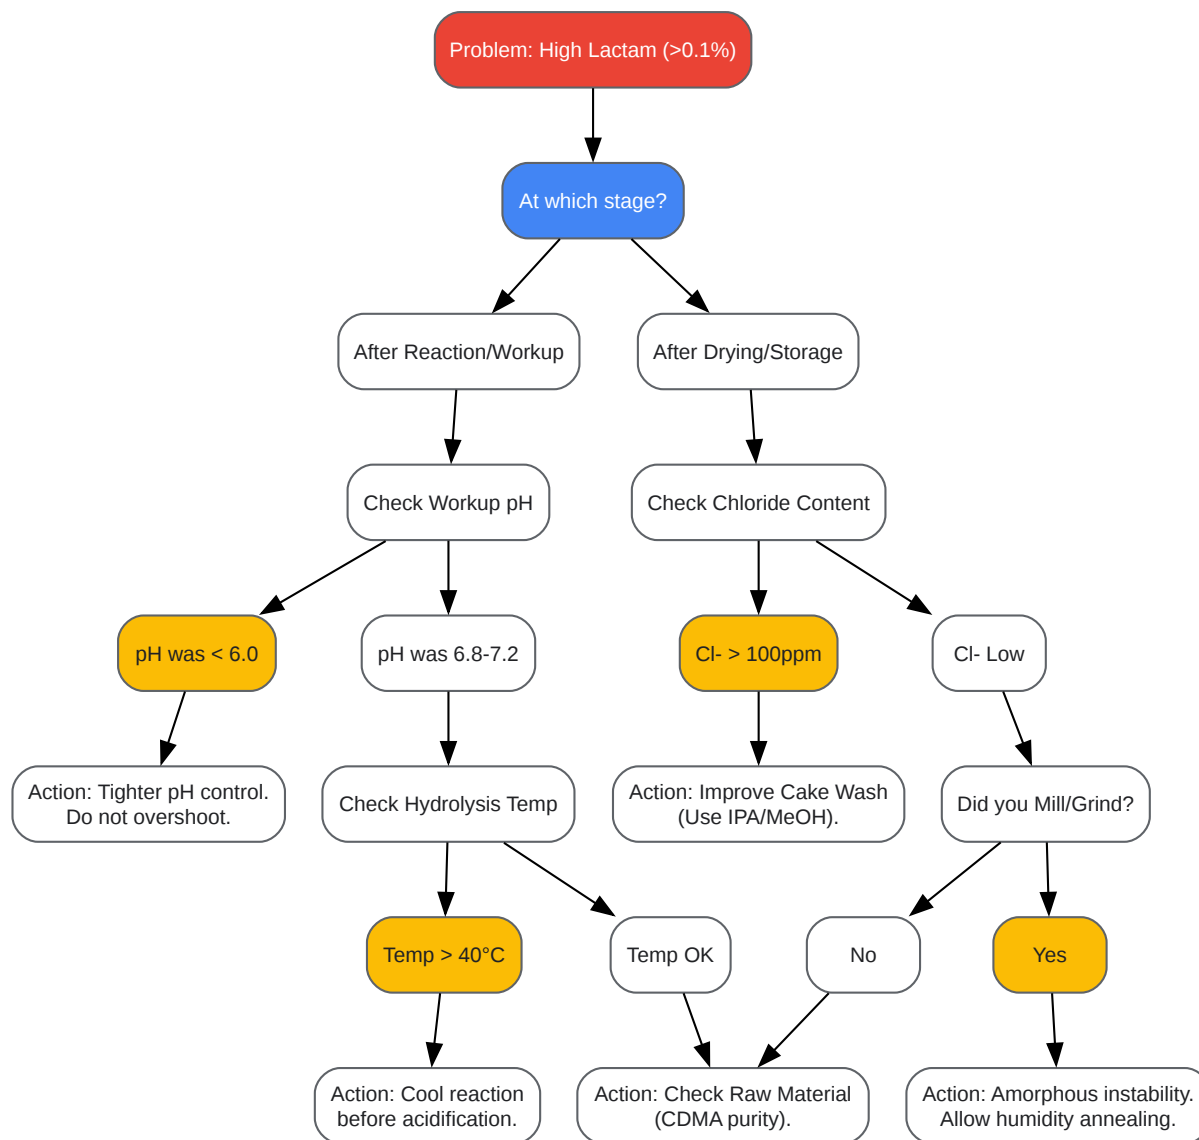 Problem: High Lactam (>0.1%)
At which stage?
After Reaction/Workup
After Drying/Storage
Check Workup pH
Check Chloride Content
pH was < 6.0
pH was 6.8-7.2
Cl- > 100ppm
Cl- Low
Action: Tighter pH control.
Do not overshoot.
Check Hydrolysis Temp
Action: Improve Cake Wash
(Use IPA/MeOH).
Did you Mill/Grind?
Temp > 40°C
Temp OK
No
Yes
Action: Cool reaction
before acidification.
Action: Check Raw Material
(CDMA purity).
Action: Amorphous instability.
Allow humidity annealing.